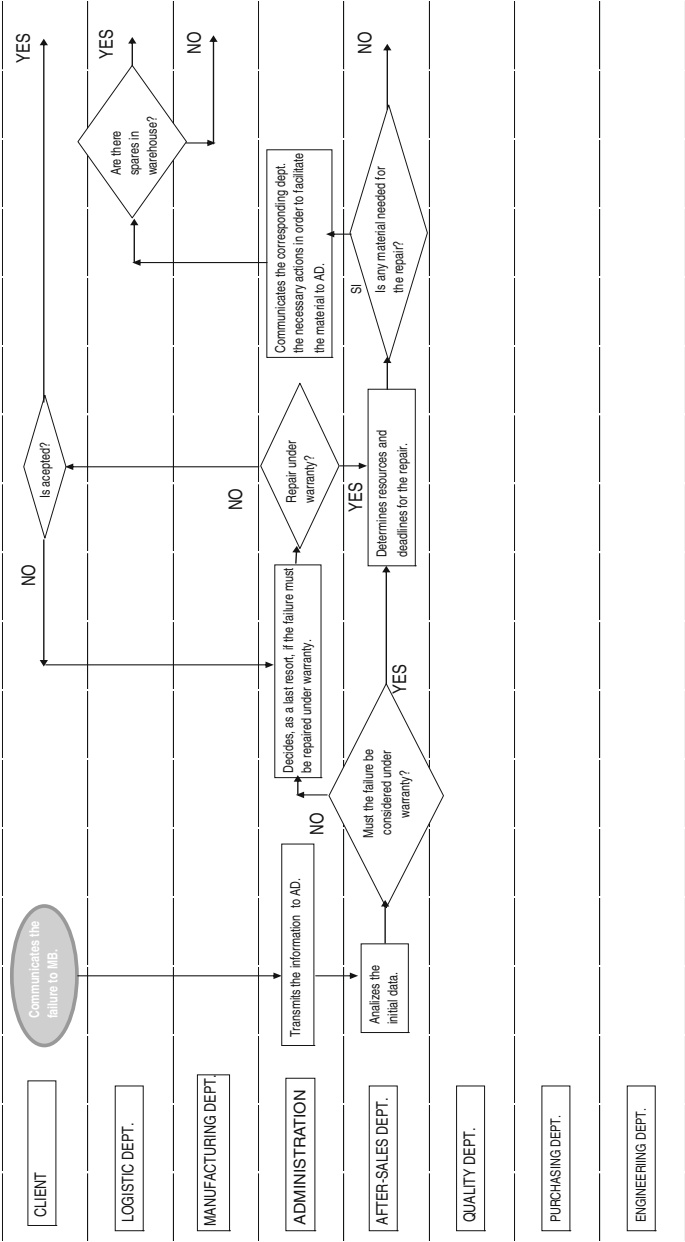 CLIENT
LOGISTIC DEPT.
MANUFACTURING DEPT.
ADMINISTRATION
AFTER-SALES DEPT.
QUALITY DEPT.
PURCHASING DEPT.
ENGINEERIING DEPT.
Communicates the
failure to MB.
Transmits the information to AD.
Analizes the
initial data.
Must the failure be
considered under
warranty?
NO
YES
Decides, as a last resort, if the failure must
be repaired under warranty.
Repair under
warranty?
NO
YES
Is acepted?
NO
YES
Determines resources and
deadlines for the repair.
Is any material needed for
the repair?
SI
NO
Communicates the corresponding dept.
the necessary actions in order to facilitate
the material to AD.
Are there
spares in
warehouse?
YES
NO